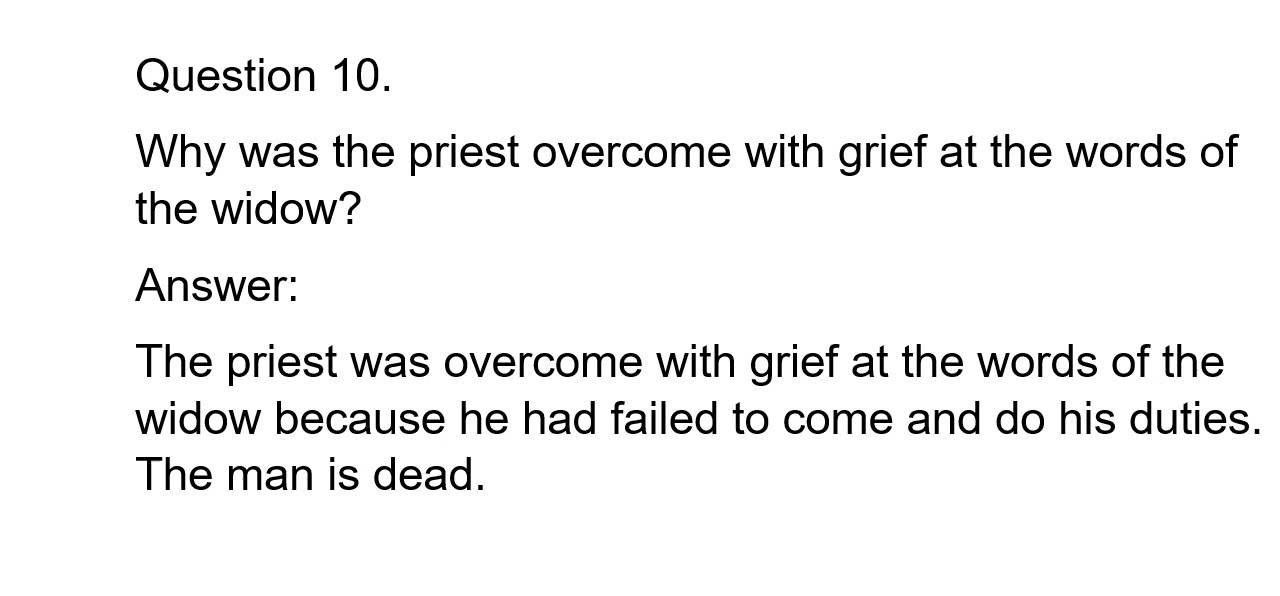 Question 10.
Why was the priest overcome with grief at the words of
the widow?
Answer:
The priest was overcome with grief at the words of the
widow because he had failed to come and do his duties.
The man is dead.